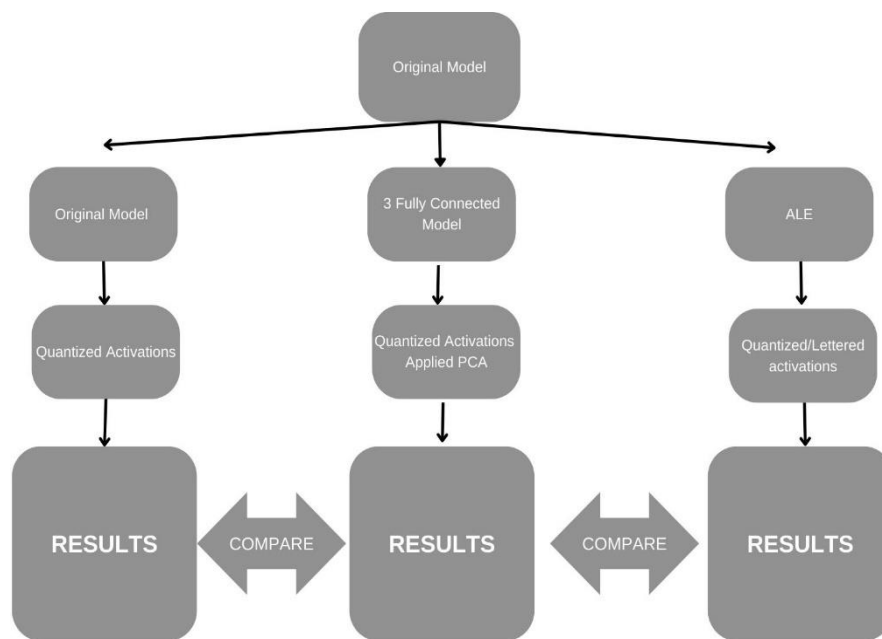 Original Model
Original Model
3 Fully Connected
Model
ALE
Quantized Activations
Quantized Activations
Applied PCA
Quantized/Lettered
activations
RESULTS
COMPARE
RESULTS
COMPARE
RESULTS